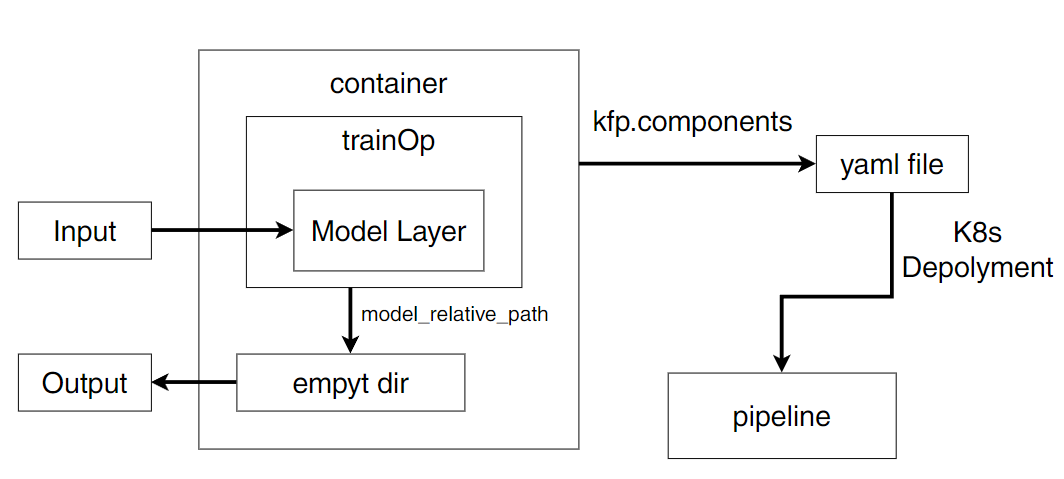 container
kfp.components
trainOp
yaml file
Input
Model Layer
K8s
Depolyment
model_relative_path
Output
empyt dir
pipeline